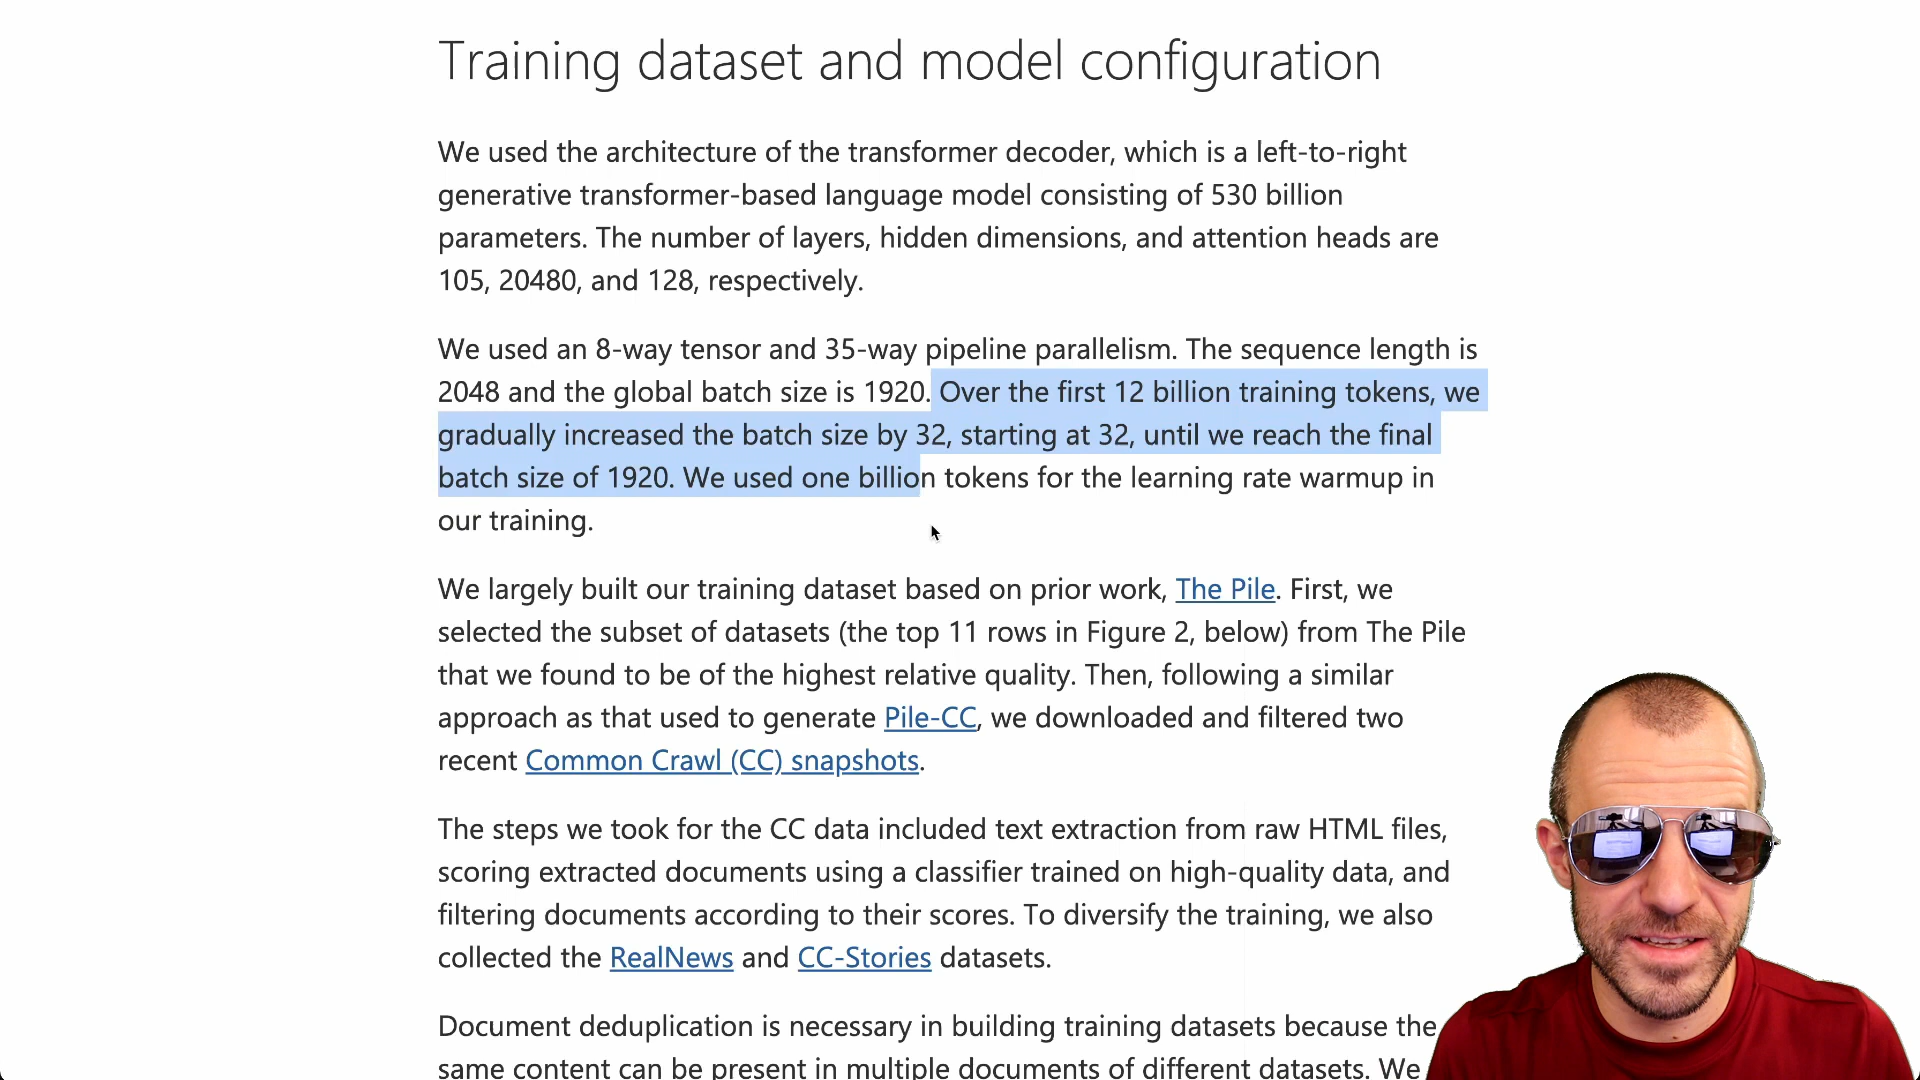 Training dataset and model configuration
We used the architecture of the transformer decoder, which is a left-to-right
generative transformer-based language model consisting of 530 billion
parameters. The number of layers, hidden dimensions, and attention heads are
105, 20480, and 128, respectively.
We used an 8-way tensor and 35-way pipeline parallelism. The sequence length is
2048 and the global batch size is 1920. Over the first 12 billion training tokens, we
gradually increased the batch size by 32, starting at 32, until we reach the final
batch size of 1920. We used one billion tokens for the learning rate warmup in
our training.
We largely built our training dataset based on prior work, The Pile. First, we
selected the subset of datasets (the top 11 rows in Figure 2, below) from The Pile
that we found to be of the highest relative quality. Then, following a similar
approach as that used to generate Pile-CC, we downloaded and filtered two
recent Common Crawl (CC) snapshots.
The steps we took for the CC data included text extraction from raw HTML files,
scoring extracted documents using a classifier trained on high-quality data, and
filtering documents according to their scores. To diversify the training, we also
collected the RealNews and CC-Stories datasets.
Document deduplication is necessary in building training datasets because the
same content can be present in multiple documents of different datasets. We